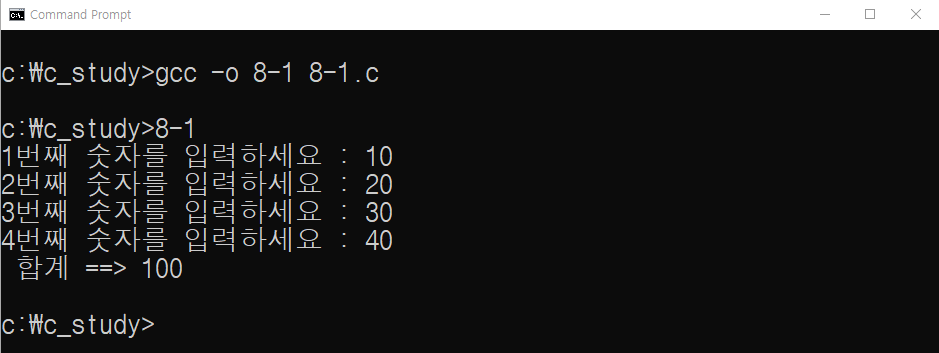 Command Prompt
c:₩c_study>gcc -o 8-1 8-1.c
c:₩c_study>8-1
1번째 숫자를 입력하세요 : 10
2번째 숫자를 입력하세요 : 20
3번째 숫자를 입력하세요 : 30
4번째 숫자를 입력하세요 : 40
합계 ==> 100
c:₩c_study>